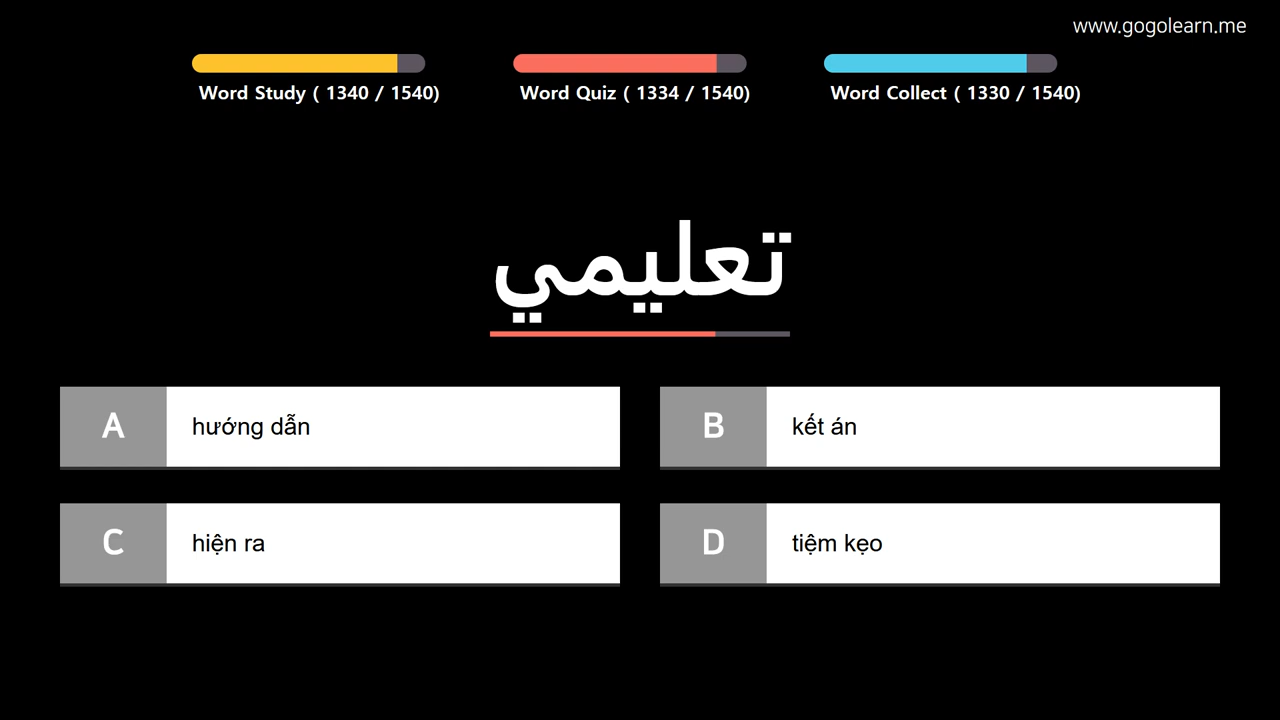 www.gogolearn.me
Word Study ( 1340 / 1540)
Word Quiz ( 1334 / 1540)
Word Collect ( 1330 / 1540)
تعليمي
A hướng dẫn
B kết án
C hiện ra
D tiệm kẹo